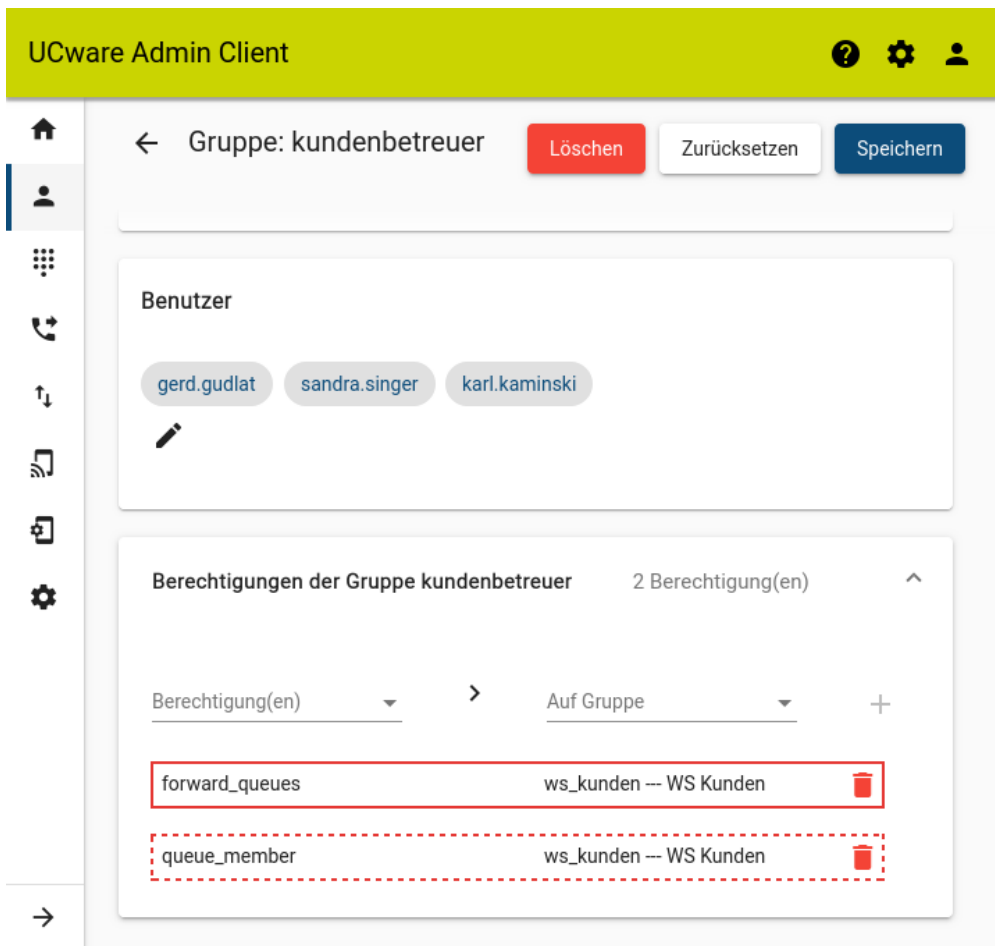 UCware Admin Client
Gruppe: kundenbetreuer
Löschen
Zurücksetzen
Speichern
Benutzer
gerd.gudlat
sandra.singer
karl.kaminski
Berechtigungen der Gruppe kundenbetreuer
2 Berechtigung(en)
Berechtigung(en)
Auf Gruppe
forward_queues
ws_kunden --- WS Kunden
queue_member
ws_kunden --- WS Kunden